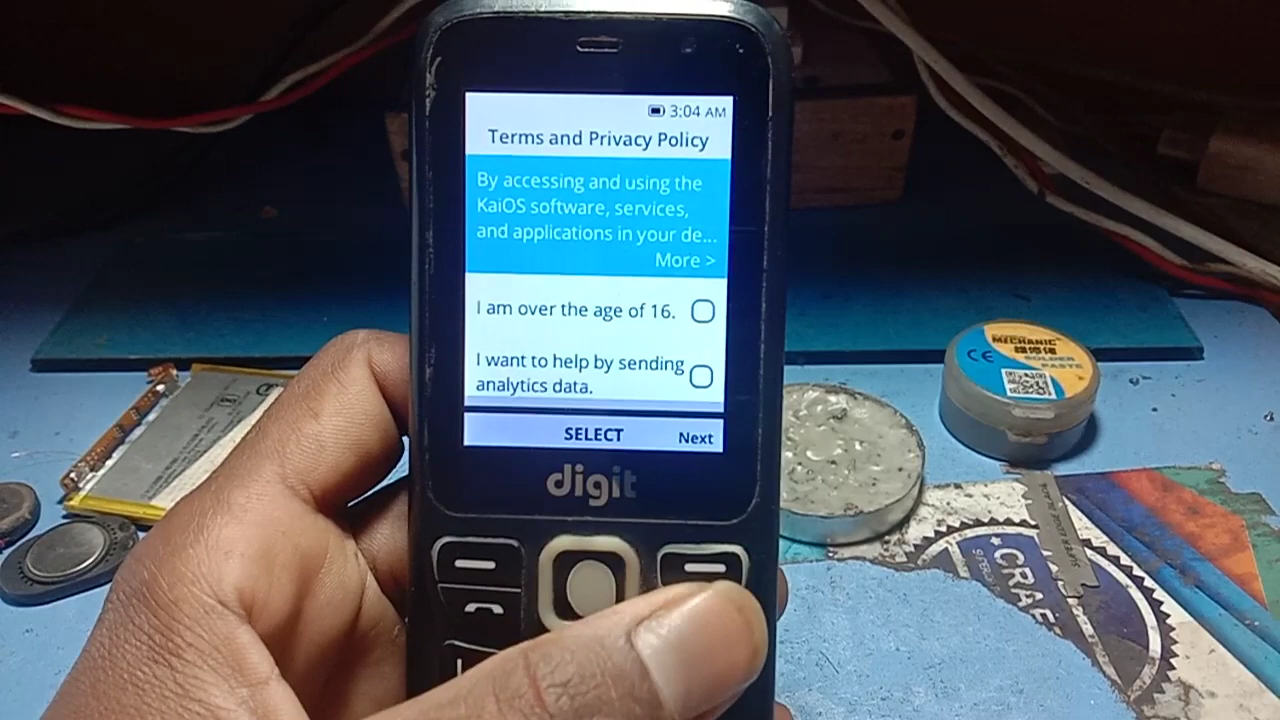 3:04 AM
Terms and Privacy Policy
By accessing and using the
KaiOS software, services,
and applications in your de...
More >
I am over the age of 16.
I want to help by sending
analytics data.
SELECT Next
digit
MECHANIC
CE
SOLDER
PASTE